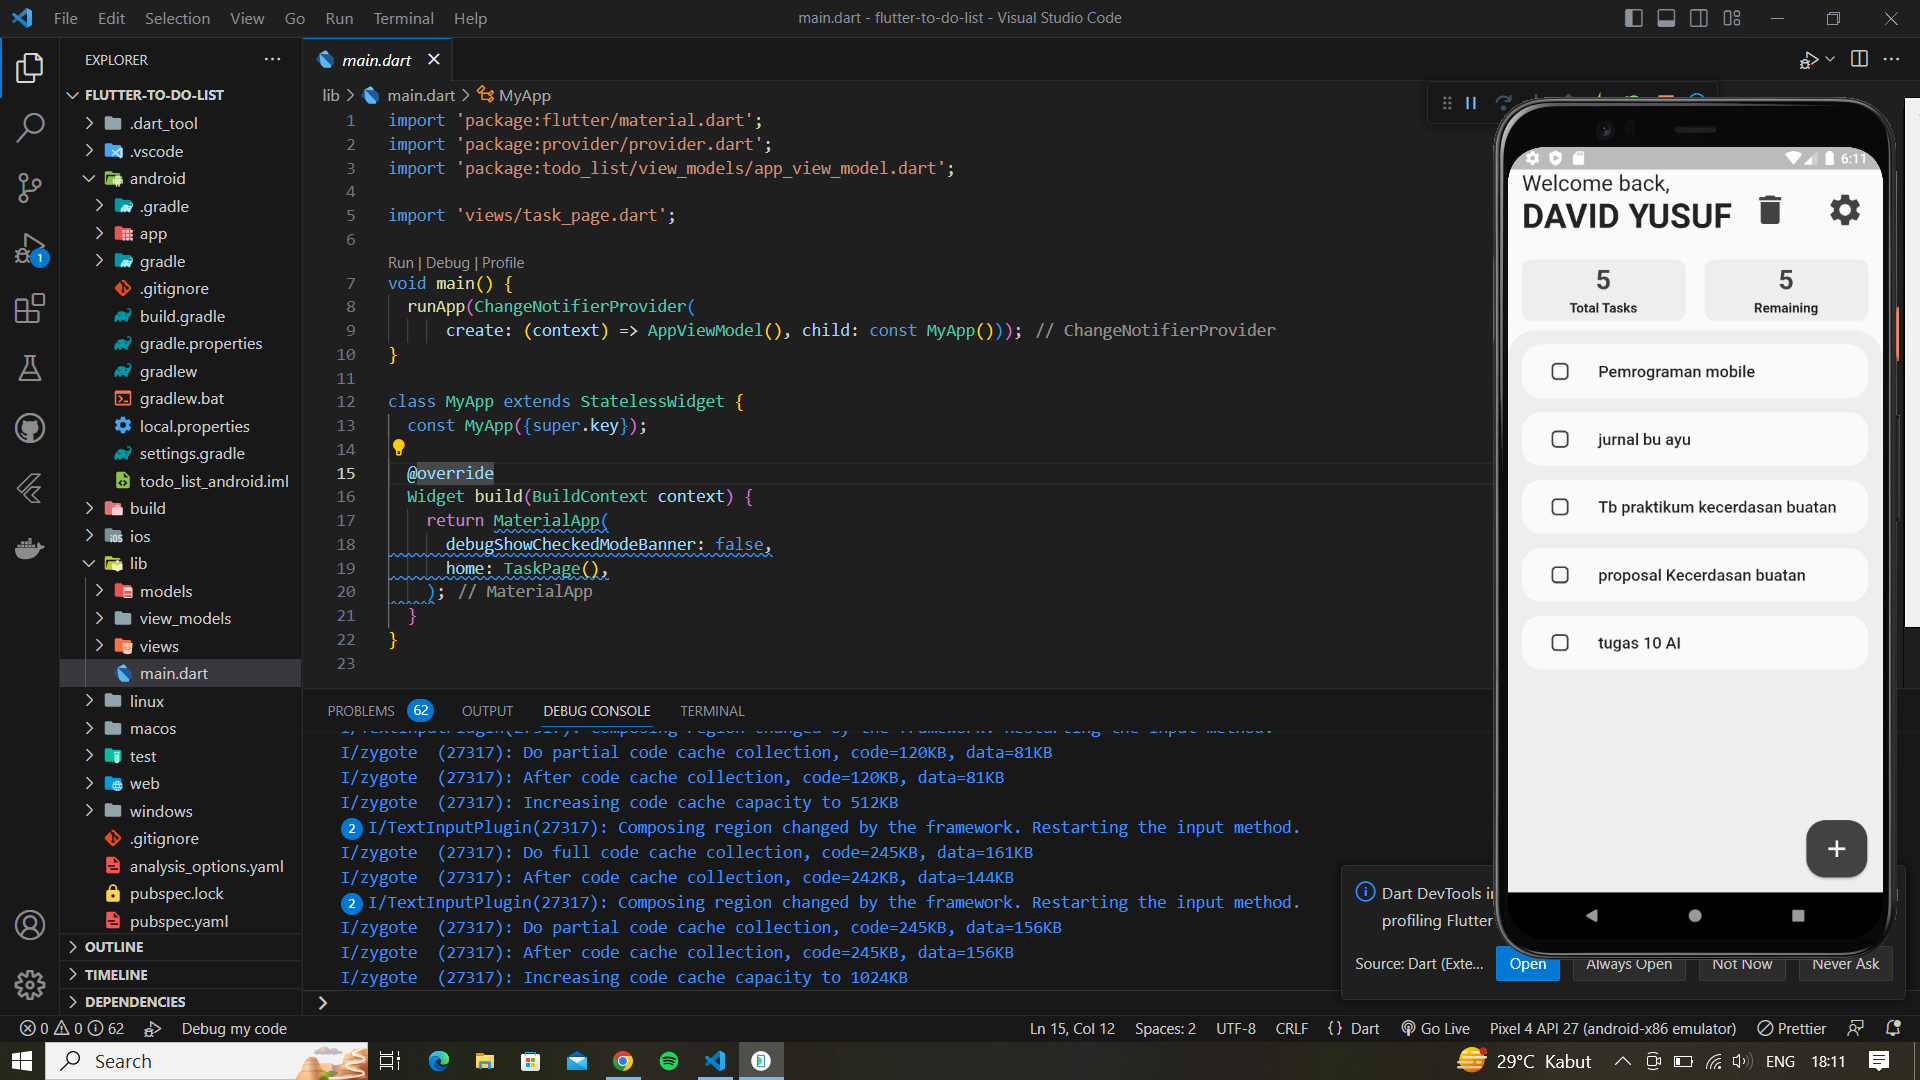 File Edit Selection View Go Run Terminal Help
main.dart - flutter-to-do-list - Visual Studio Code
EXPLORER
FLUTTER-TO-DO-LIST
.dart_tool
.vscode
android
.gradle
app
gradle
.gitignore
build.gradle
gradle.properties
gradlew
gradlew.bat
local.properties
settings.gradle
todo_list_android.iml
build
ios
lib
models
view_models
views
main.dart
linux
macos
test
web
windows
.gitignore
analysis_options.yaml
pubspec.lock
pubspec.yaml
OUTLINE
TIMELINE
DEPENDENCIES
1
main.dart
lib > main.dart > MyApp
1 import 'package:flutter/material.dart';
2 import 'package:provider/provider.dart';
3 import 'package:todo_list/view_models/app_view_model.dart';
4
5 import 'views/task_page.dart';
6
Run | Debug | Profile
7 void main() {
8 runApp(ChangeNotifierProvider(
9 create: (context) => AppViewModel(), child: const MyApp())); // ChangeNotifierProvider
10 }
11
12 class MyApp extends StatelessWidget {
13 const MyApp({super.key});
14
15 @override
16 Widget build(BuildContext context) {
17 return MaterialApp(
18 debugShowCheckedModeBanner: false,
19 home: TaskPage(),
20 ); // MaterialApp
21 }
22 }
23
PROBLEMS 62 OUTPUT DEBUG CONSOLE TERMINAL
I/TextInputPlugin(27317): Composing region changed by the framework. Restarting the input method.
I/zygote (27317): Do partial code cache collection, code=120KB, data=81KB
I/zygote (27317): After code cache collection, code=120KB, data=81KB
I/zygote (27317): Increasing code cache capacity to 512KB
2 I/TextInputPlugin(27317): Composing region changed by the framework. Restarting the input method.
I/zygote (27317): Do full code cache collection, code=245KB, data=161KB
I/zygote (27317): After code cache collection, code=242KB, data=144KB
2 I/TextInputPlugin(27317): Composing region changed by the framework. Restarting the input method.
I/zygote (27317): Do partial code cache collection, code=245KB, data=156KB
I/zygote (27317): After code cache collection, code=245KB, data=156KB
I/zygote (27317): Increasing code cache capacity to 1024KB
6:11
Welcome back,
DAVID YUSUF
5 5
Total Tasks Remaining
Pemrograman mobile
jurnal bu ayu
Tb praktikum kecerdasan buatan
proposal Kecerdasan buatan
tugas 10 AI
+
Dart DevTools
profiling Flutter
Source: Dart (Exte... Open Always Open Not Now Never Ask
0 0 62 Debug my code Ln 15, Col 12 Spaces: 2 UTF-8 CRLF {} Dart Go Live Pixel 4 API 27 (android-x86 emulator) Prettier
Search 29°C Kabut ENG 18:11